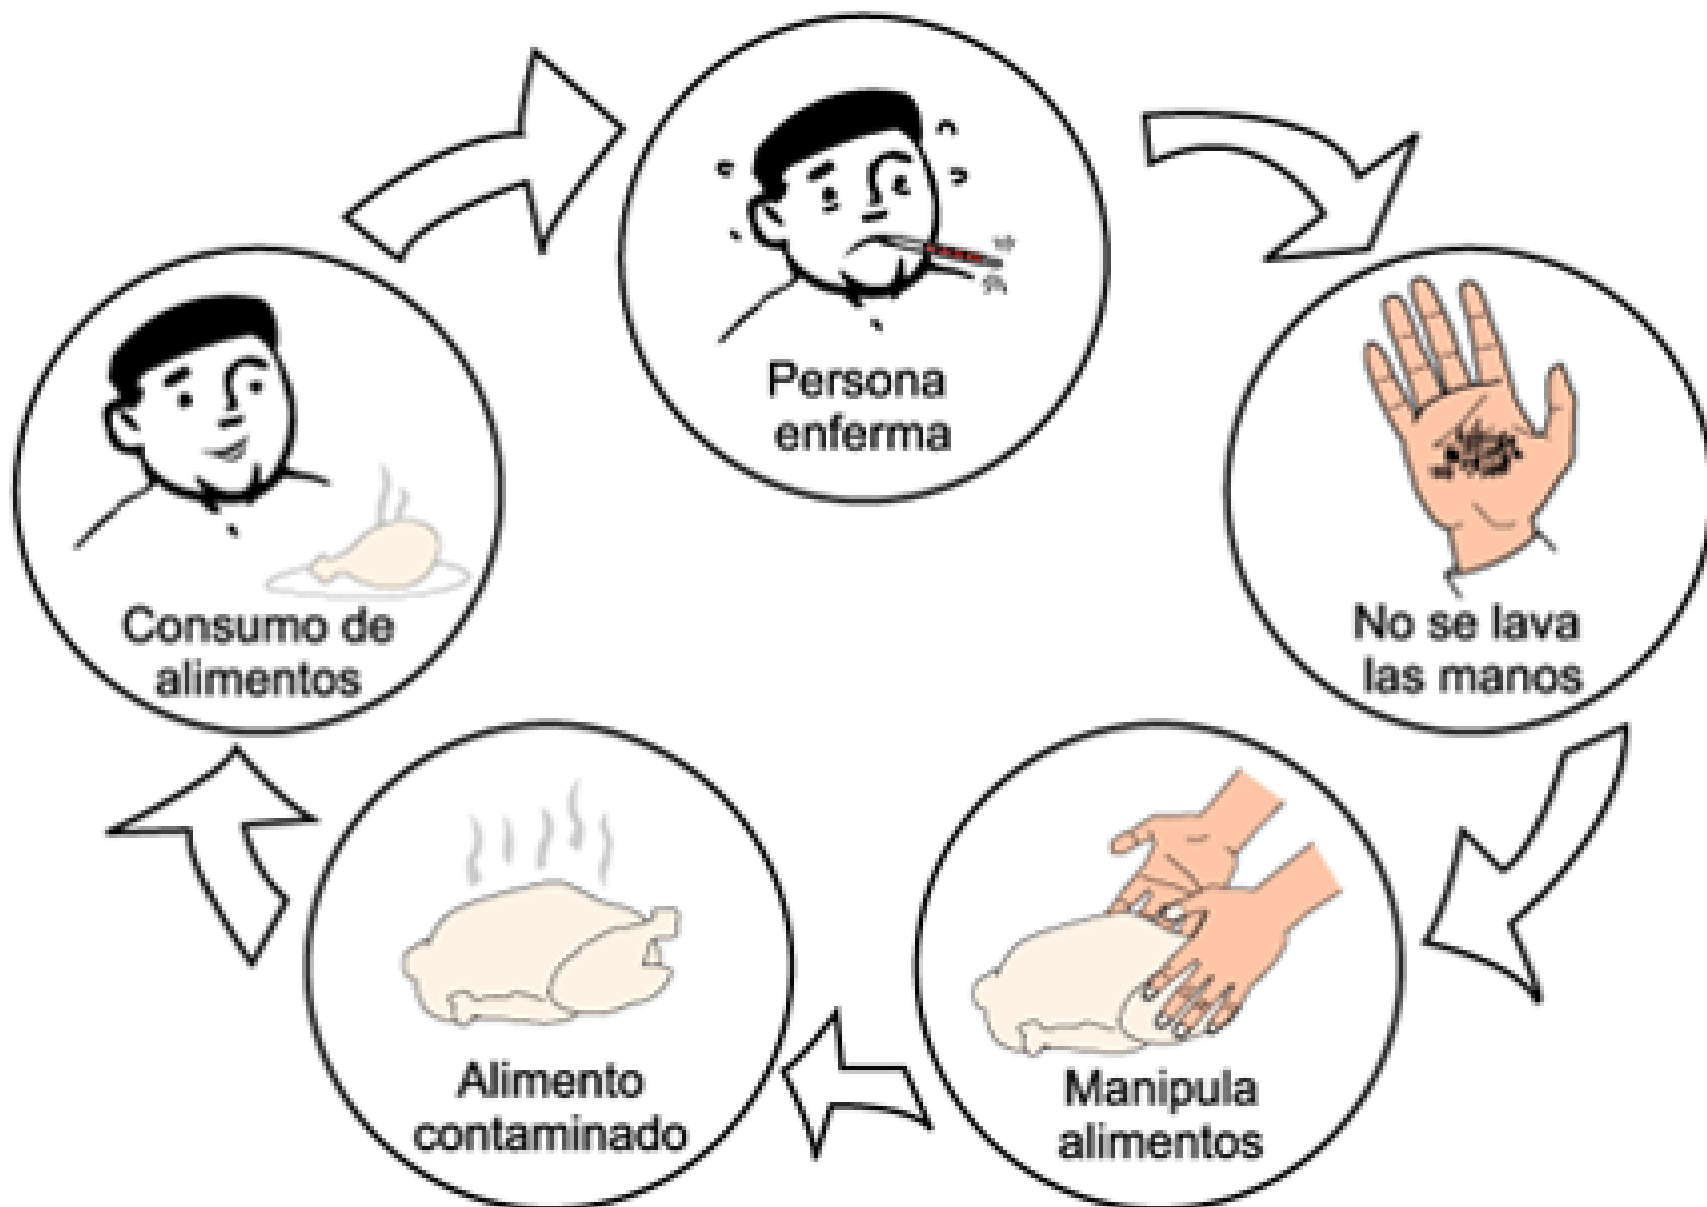 Persona
enferma
No se lava
las manos
Manipula
alimentos
Alimento
contaminado
Consumo de
alimentos